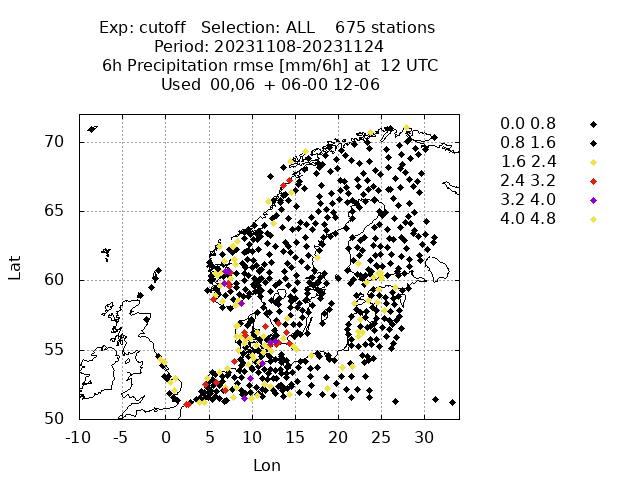 Exp: cutoff Selection: ALL 675 stations
Period: 20231108-20231124
6h Precipitation rmse [mm/6h] at 12 UTC
Used 00,06 + 06-00 12-06
0.0 0.8
0.8 1.6
1.6 2.4
2.4 3.2
3.2 4.0
4.0 4.8
70
65
60
55
50
Lat
-10 -5 0 5 10 15 20 25 30
Lon